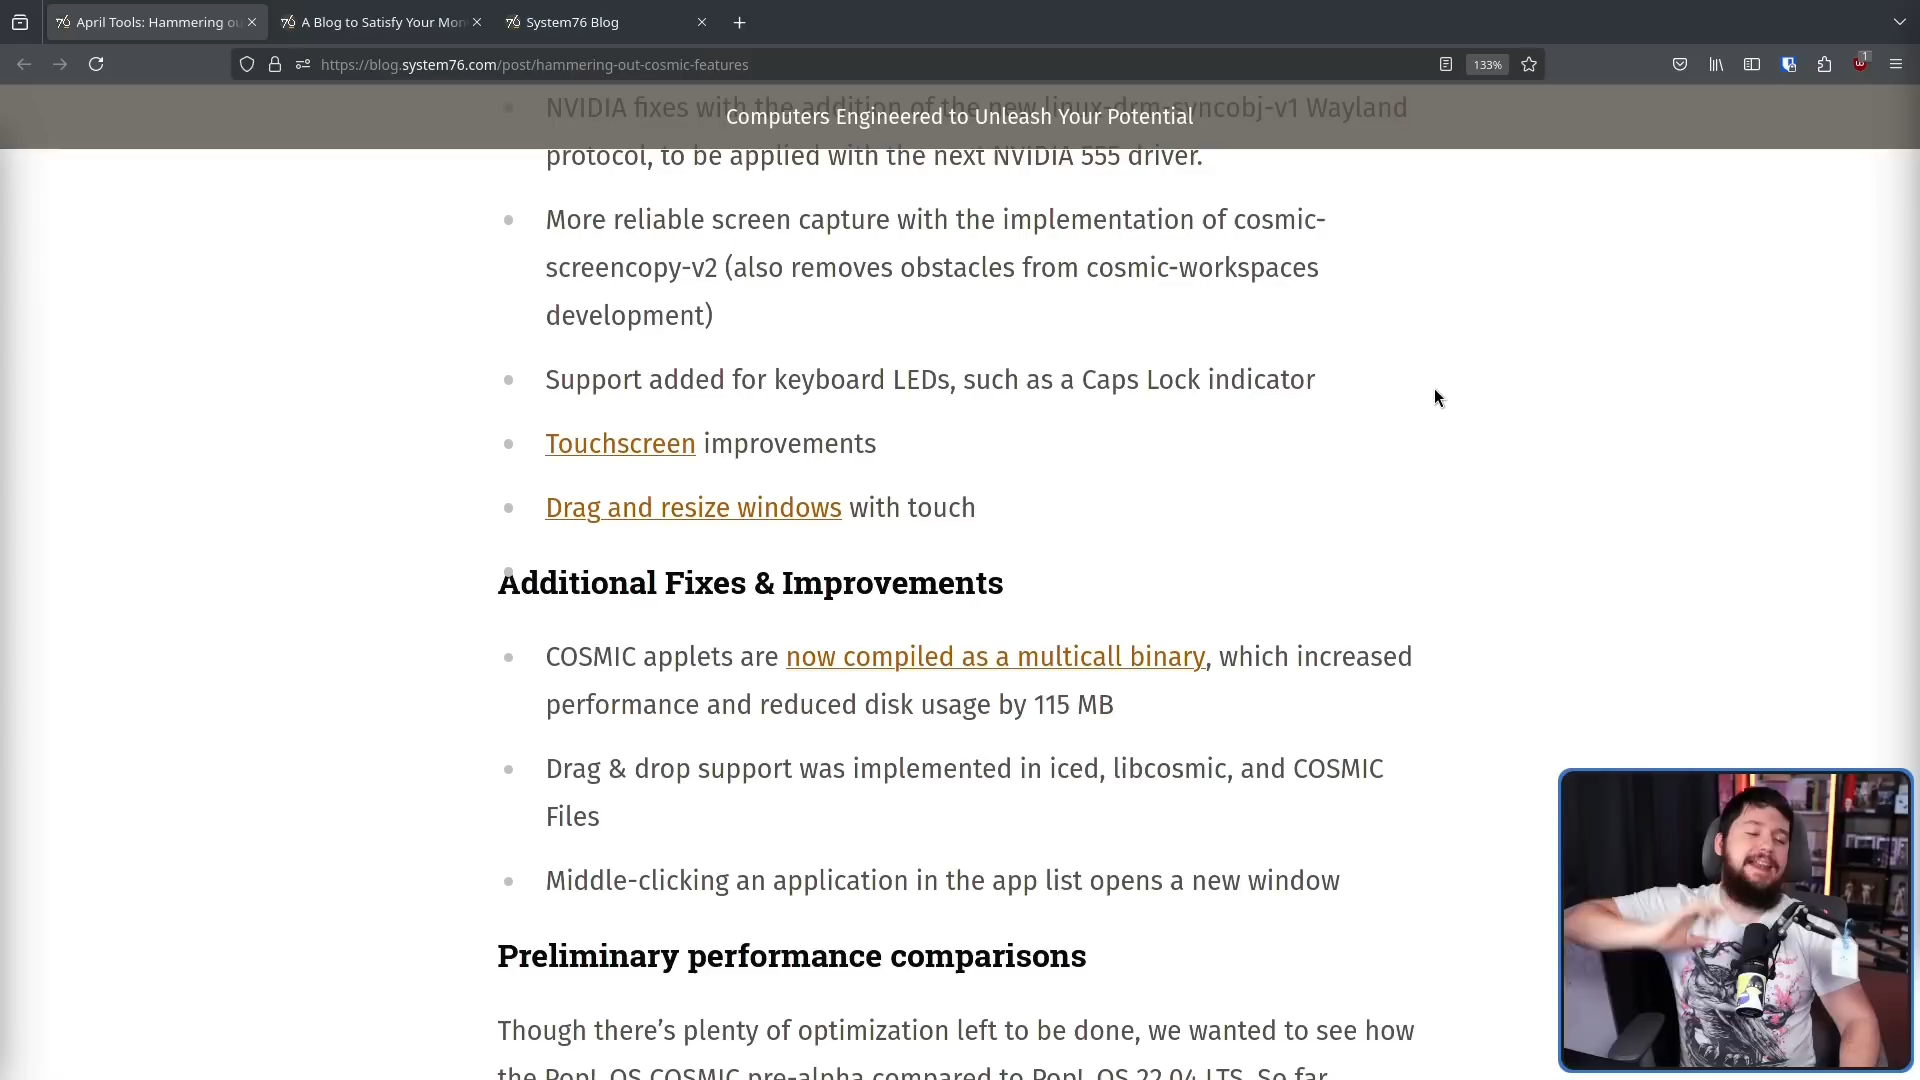 April Tools: Hammering ou
A Blog to Satisfy Your Mon
System76 Blog
https://blog.system76.com/post/hammering-out-cosmic-features
133%
1
NVIDIA fixes with the addition of the new linux-drm-syncobj-v1 Wayland
Computers Engineered to Unleash Your Potential
protocol, to be applied with the next NVIDIA 555 driver.
More reliable screen capture with the implementation of cosmic-
screencopy-v2 (also removes obstacles from cosmic-workspaces
development)
Support added for keyboard LEDs, such as a Caps Lock indicator
Touchscreen improvements
Drag and resize windows with touch
Additional Fixes & Improvements
COSMIC applets are now compiled as a multicall binary, which increased
performance and reduced disk usage by 115 MB
Drag & drop support was implemented in iced, libcosmic, and COSMIC
Files
Middle-clicking an application in the app list opens a new window
Preliminary performance comparisons
Though there's plenty of optimization left to be done, we wanted to see how
the Pop!_OS COSMIC pre-alpha compared to Pop!_OS 22.04 LTS. So far,